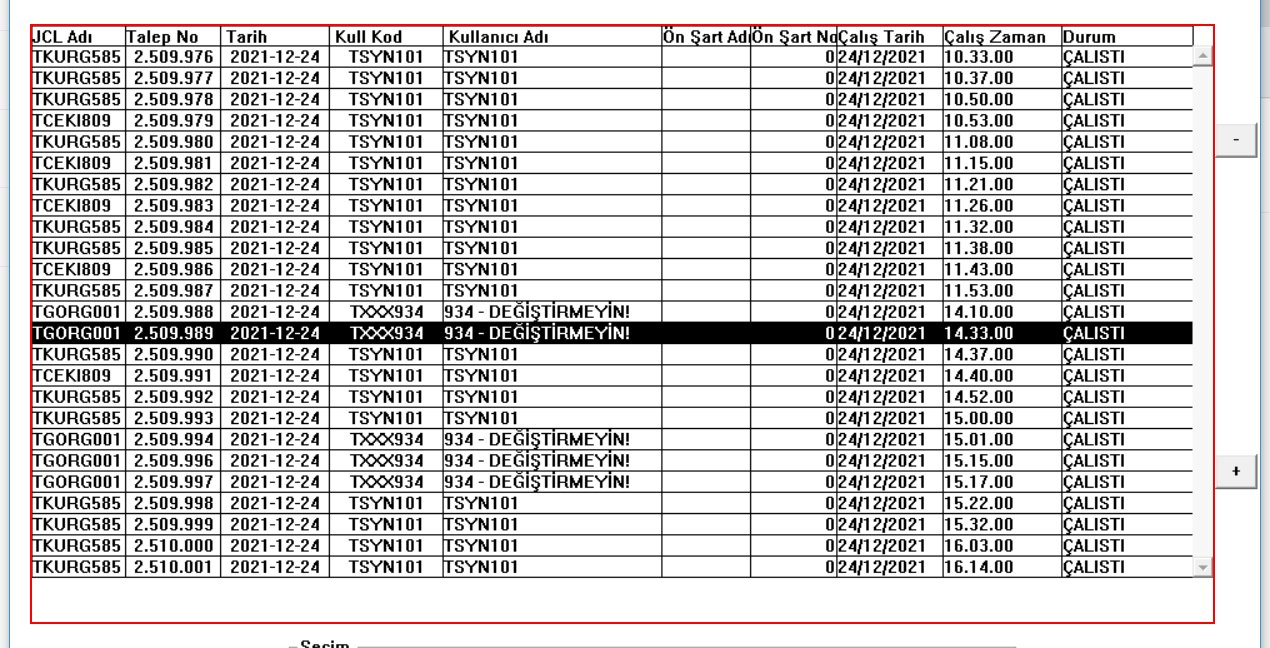 JCL Adı Talep No Tarih Kull Kod Kullanıcı Adı Ön Şart Adı Ön Şart No Çalış Tarih Çalış Zaman Durum
TKURG585 2.509.976 2021-12-24 TSYN101 TSYN101 0 24/12/2021 10.33.00 ÇALISTI
TKURG585 2.509.977 2021-12-24 TSYN101 TSYN101 0 24/12/2021 10.37.00 ÇALISTI
TKURG585 2.509.978 2021-12-24 TSYN101 TSYN101 0 24/12/2021 10.50.00 ÇALISTI
TCEKI809 2.509.979 2021-12-24 TSYN101 TSYN101 0 24/12/2021 10.53.00 ÇALISTI
TKURG585 2.509.980 2021-12-24 TSYN101 TSYN101 0 24/12/2021 11.08.00 ÇALISTI
TCEKI809 2.509.981 2021-12-24 TSYN101 TSYN101 0 24/12/2021 11.15.00 ÇALISTI
TKURG585 2.509.982 2021-12-24 TSYN101 TSYN101 0 24/12/2021 11.21.00 ÇALISTI
TCEKI809 2.509.983 2021-12-24 TSYN101 TSYN101 0 24/12/2021 11.26.00 ÇALISTI
TKURG585 2.509.984 2021-12-24 TSYN101 TSYN101 0 24/12/2021 11.32.00 ÇALISTI
TKURG585 2.509.985 2021-12-24 TSYN101 TSYN101 0 24/12/2021 11.38.00 ÇALISTI
TCEKI809 2.509.986 2021-12-24 TSYN101 TSYN101 0 24/12/2021 11.43.00 ÇALISTI
TKURG585 2.509.987 2021-12-24 TSYN101 TSYN101 0 24/12/2021 11.53.00 ÇALISTI
TGORG001 2.509.988 2021-12-24 TXXX934 934 - DEĞİŞTİRMEYİN! 0 24/12/2021 14.10.00 ÇALISTI
TGORG001 2.509.989 2021-12-24 TXXX934 934 - DEĞİŞTİRMEYİN! 0 24/12/2021 14.33.00 ÇALISTI
TKURG585 2.509.990 2021-12-24 TSYN101 TSYN101 0 24/12/2021 14.37.00 ÇALISTI
TCEKI809 2.509.991 2021-12-24 TSYN101 TSYN101 0 24/12/2021 14.40.00 ÇALISTI
TKURG585 2.509.992 2021-12-24 TSYN101 TSYN101 0 24/12/2021 14.52.00 ÇALISTI
TKURG585 2.509.993 2021-12-24 TSYN101 TSYN101 0 24/12/2021 15.00.00 ÇALISTI
TGORG001 2.509.994 2021-12-24 TXXX934 934 - DEĞİŞTİRMEYİN! 0 24/12/2021 15.01.00 ÇALISTI
TGORG001 2.509.996 2021-12-24 TXXX934 934 - DEĞİŞTİRMEYİN! 0 24/12/2021 15.15.00 ÇALISTI
TGORG001 2.509.997 2021-12-24 TXXX934 934 - DEĞİŞTİRMEYİN! 0 24/12/2021 15.17.00 ÇALISTI
TKURG585 2.509.998 2021-12-24 TSYN101 TSYN101 0 24/12/2021 15.22.00 ÇALISTI
TKURG585 2.509.999 2021-12-24 TSYN101 TSYN101 0 24/12/2021 15.32.00 ÇALISTI
TKURG585 2.510.000 2021-12-24 TSYN101 TSYN101 0 24/12/2021 16.03.00 ÇALISTI
TKURG585 2.510.001 2021-12-24 TSYN101 TSYN101 0 24/12/2021 16.14.00 ÇALISTI
-
+
Seçim